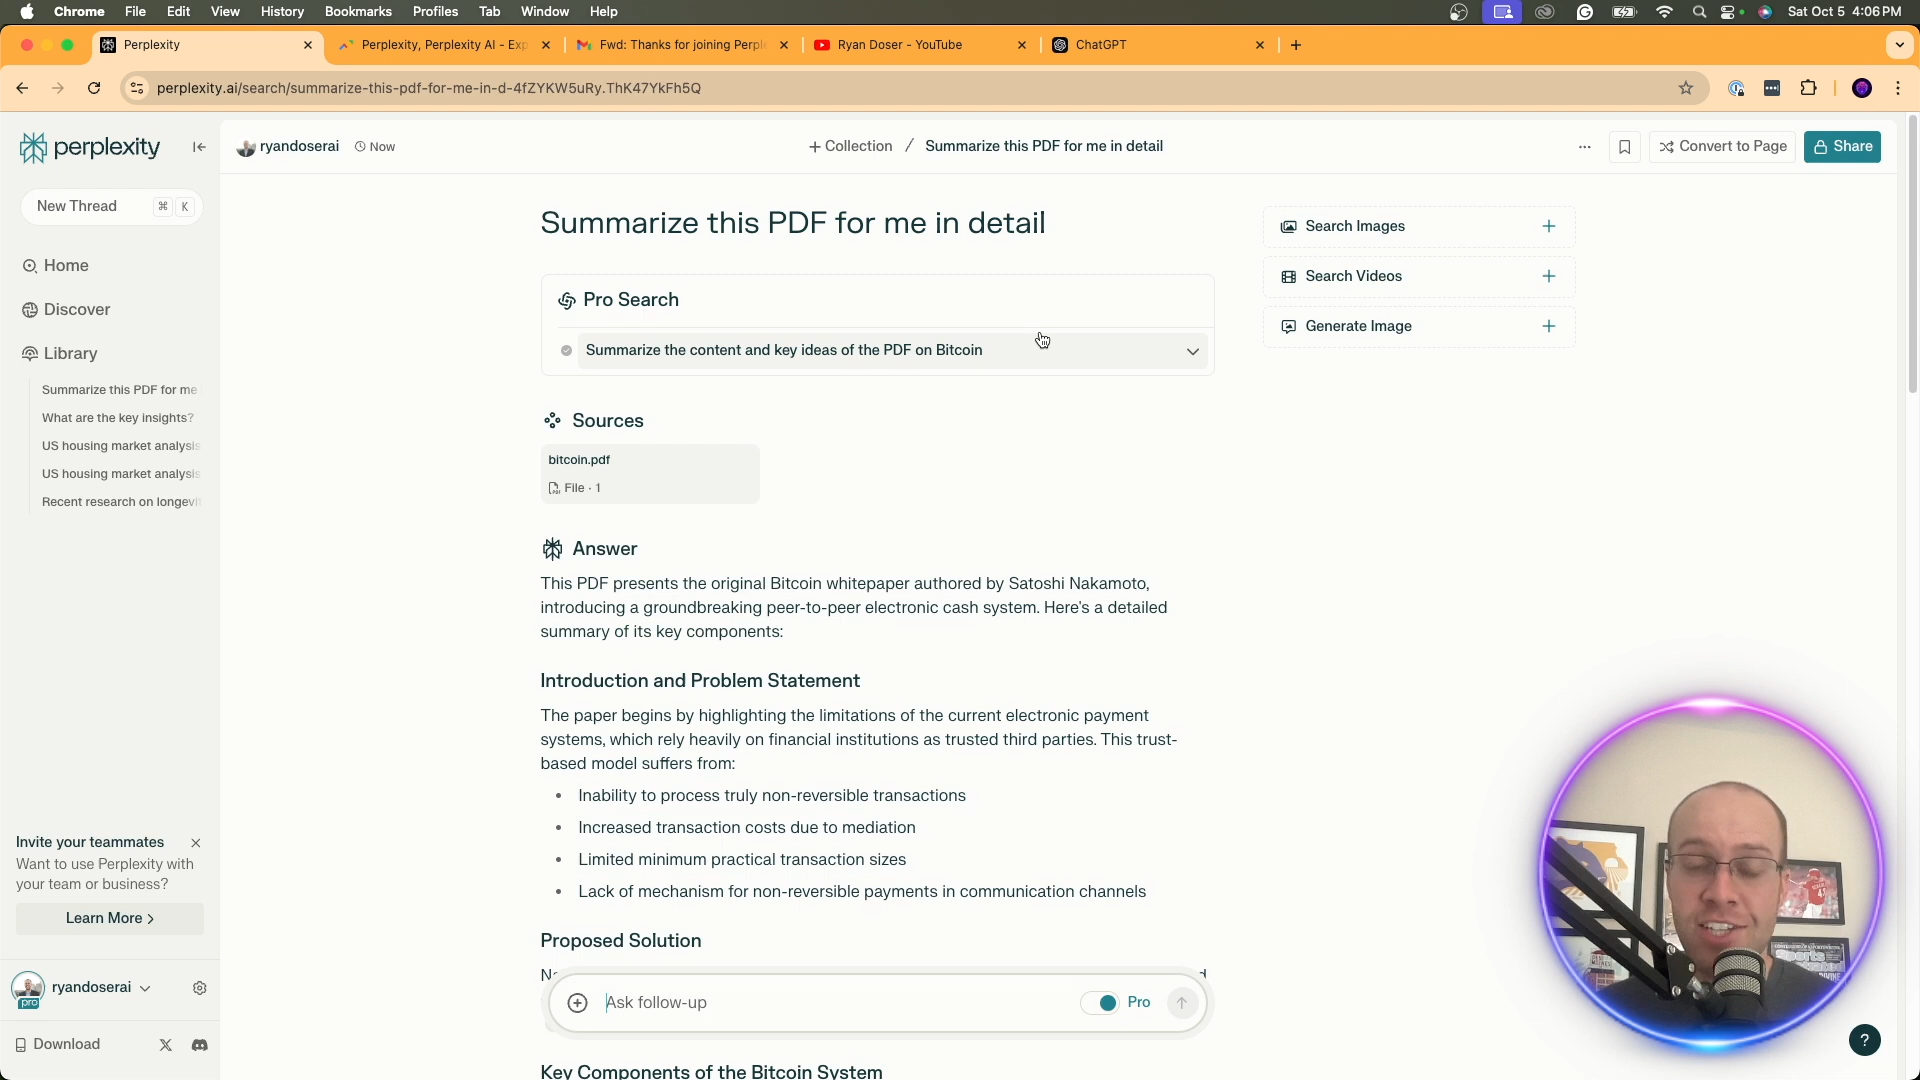 Chrome File Edit View History Bookmarks Profiles Tab Window Help
Sat Oct 5 4:06 PM
Perplexity
Perplexity, Perplexity AI - Exp
Fwd: Thanks for joining Perpl
Ryan Doser - YouTube
ChatGPT
perplexity.ai/search/summarize-this-pdf-for-me-in-d-4fZYKW5uRy.ThK47YkFh5Q
perplexity
New Thread ⌘ K
Home
Discover
Library
Summarize this PDF for me
What are the key insights?
US housing market analysis
US housing market analysis
Recent research on longevit
Invite your teammates
Want to use Perplexity with
your team or business?
Learn More
ryandoserai
pro
Download
ryandoserai Now
Collection / Summarize this PDF for me in detail
Convert to Page
Share
Summarize this PDF for me in detail
Pro Search
Summarize the content and key ideas of the PDF on Bitcoin
Sources
bitcoin.pdf
File · 1
Answer
This PDF presents the original Bitcoin whitepaper authored by Satoshi Nakamoto,
introducing a groundbreaking peer-to-peer electronic cash system. Here's a detailed
summary of its key components:
Introduction and Problem Statement
The paper begins by highlighting the limitations of the current electronic payment
systems, which rely heavily on financial institutions as trusted third parties. This trust-
based model suffers from:
• Inability to process truly non-reversible transactions
• Increased transaction costs due to mediation
• Limited minimum practical transaction sizes
• Lack of mechanism for non-reversible payments in communication channels
Proposed Solution
Ask follow-up
Pro
Key Components of the Bitcoin System
Search Images
Search Videos
Generate Image
?